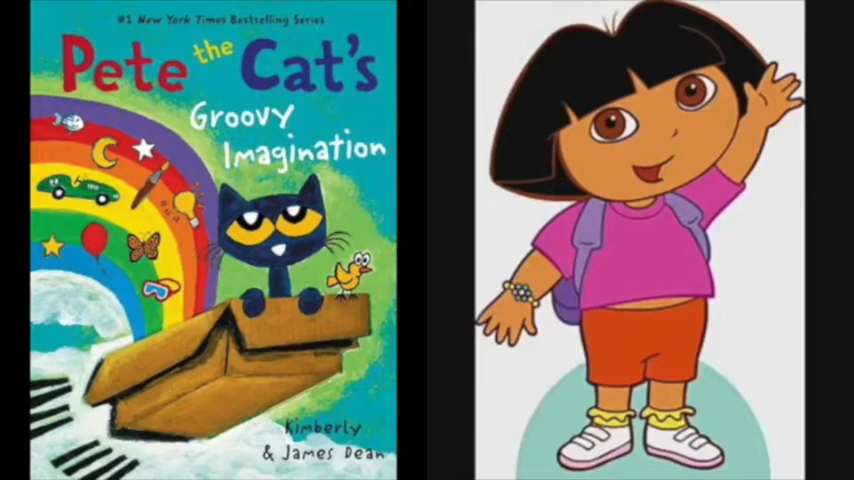 #1 New York Times Bestselling Series
Pete the Cat's
Groovy
Imagination
Kimberly
& James Dean